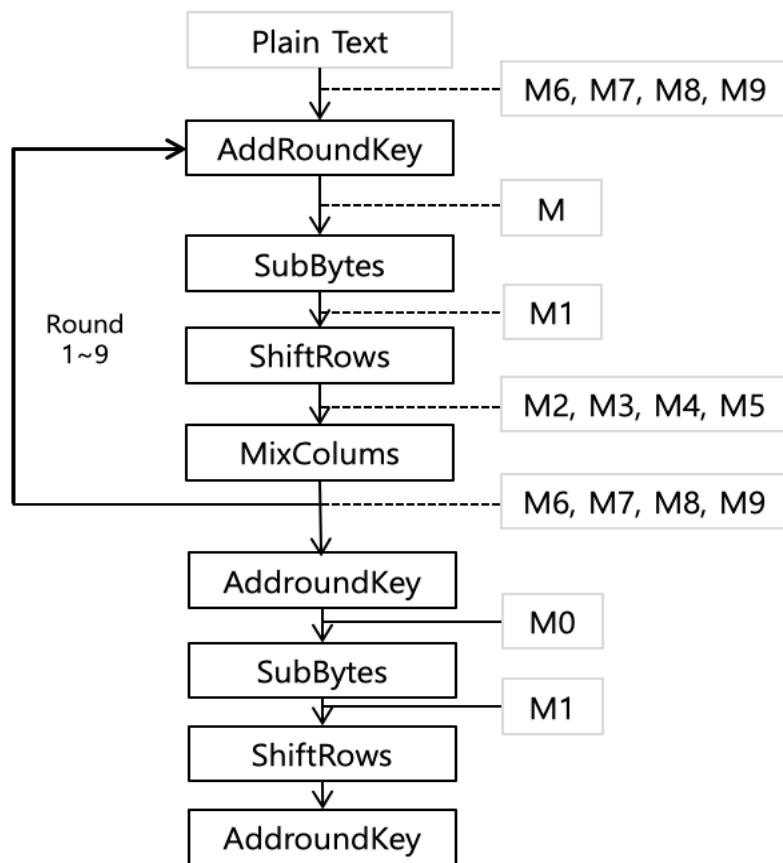 Plain Text
M6, M7, M8, M9
AddRoundKey
M
SubBytes
M1
Round
1~9
ShiftRows
M2, M3, M4, M5
MixColums
M6, M7, M8, M9
AddroundKey
M0
SubBytes
M1
ShiftRows
AddroundKey